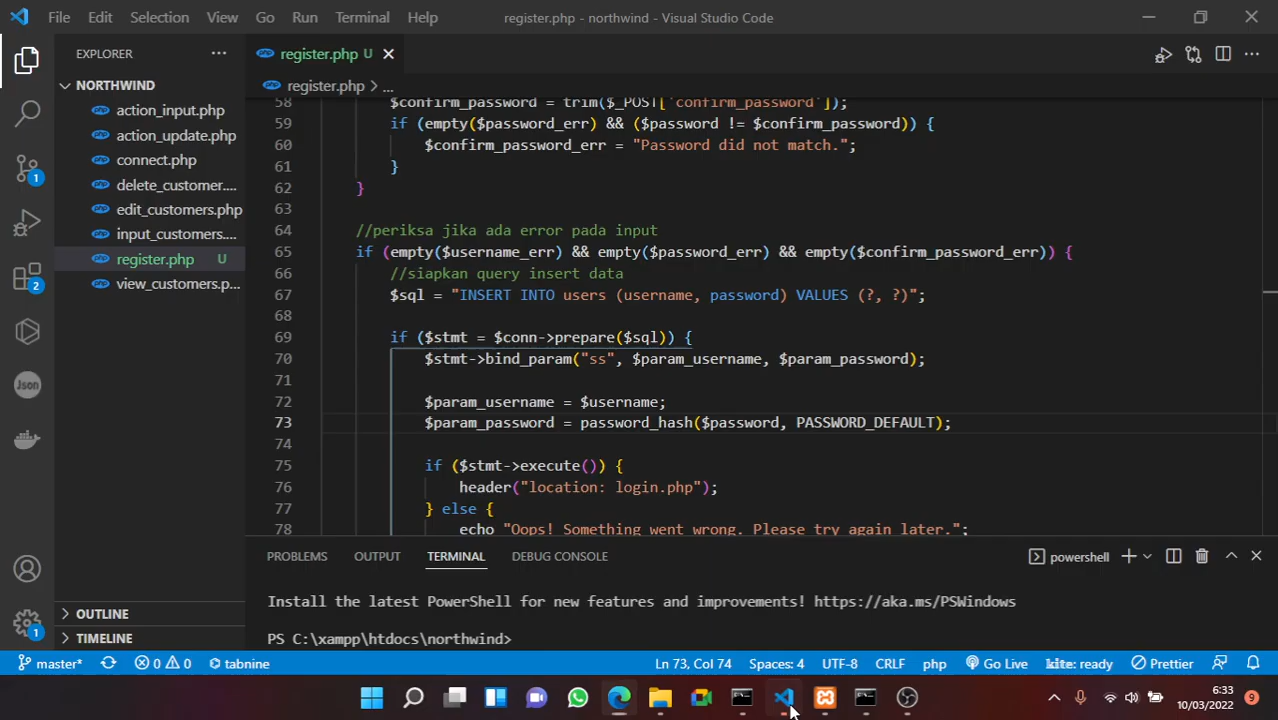 File Edit Selection View Go Run Terminal Help register.php - northwind - Visual Studio Code
EXPLORER ···
NORTHWIND
action_input.php
action_update.php
connect.php
delete_customer....
edit_customers.php
input_customers....
register.php U
view_customers.p...
OUTLINE
TIMELINE
1
2
Json
1
register.php U
register.php > ...
58 $confirm_password = trim($_POST['confirm_password']);
59 if (empty($password_err) && ($password != $confirm_password)) {
60 $confirm_password_err = "Password did not match.";
61 }
62 }
63
64 //periksa jika ada error pada input
65 if (empty($username_err) && empty($password_err) && empty($confirm_password_err)) {
66 //siapkan query insert data
67 $sql = "INSERT INTO users (username, password) VALUES (?, ?)";
68
69 if ($stmt = $conn->prepare($sql)) {
70 $stmt->bind_param("ss", $param_username, $param_password);
71
72 $param_username = $username;
73 $param_password = password_hash($password, PASSWORD_DEFAULT);
74
75 if ($stmt->execute()) {
76 header("location: login.php");
77 } else {
78 echo "Oops! Something went wrong. Please try again later.";
PROBLEMS OUTPUT TERMINAL DEBUG CONSOLE powershell
Install the latest PowerShell for new features and improvements! https://aka.ms/PSWindows
PS C:\xampp\htdocs\northwind>
master* 0 0 tabnine Ln 73, Col 74 Spaces: 4 UTF-8 CRLF php Go Live kite: ready Prettier
6:33
10/03/2022 9